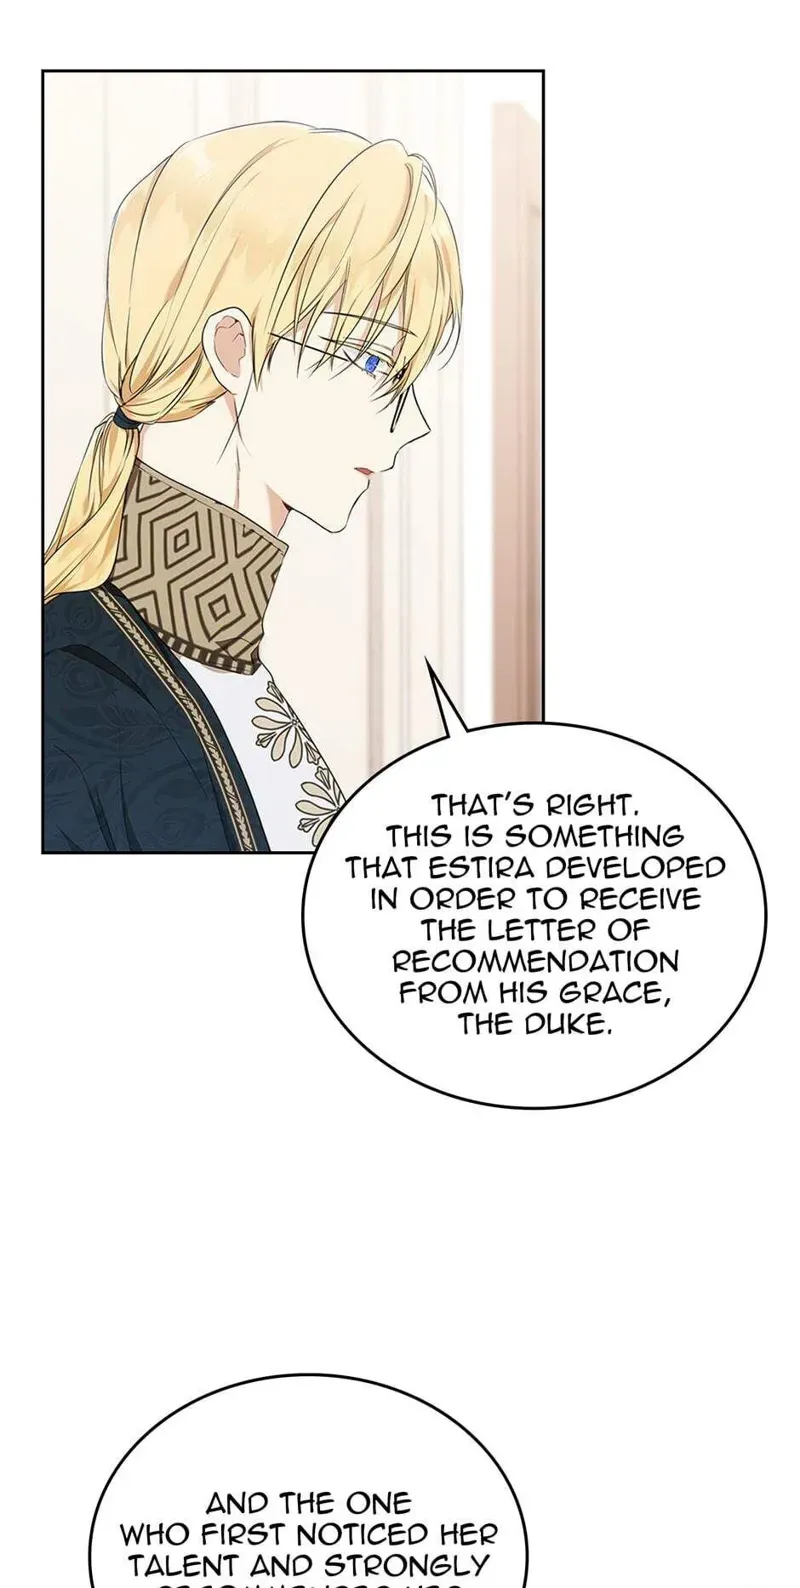 THAT'S RIGHT.
THIS IS SOMETHING
THAT ESTIRA DEVELOPED
IN ORDER TO RECEIVE
THE LETTER OF
RECOMMENDATION
FROM HIS GRACE,
THE DUKE.
AND THE ONE
WHO FIRST NOTICED HER
TALENT AND STRONGLY